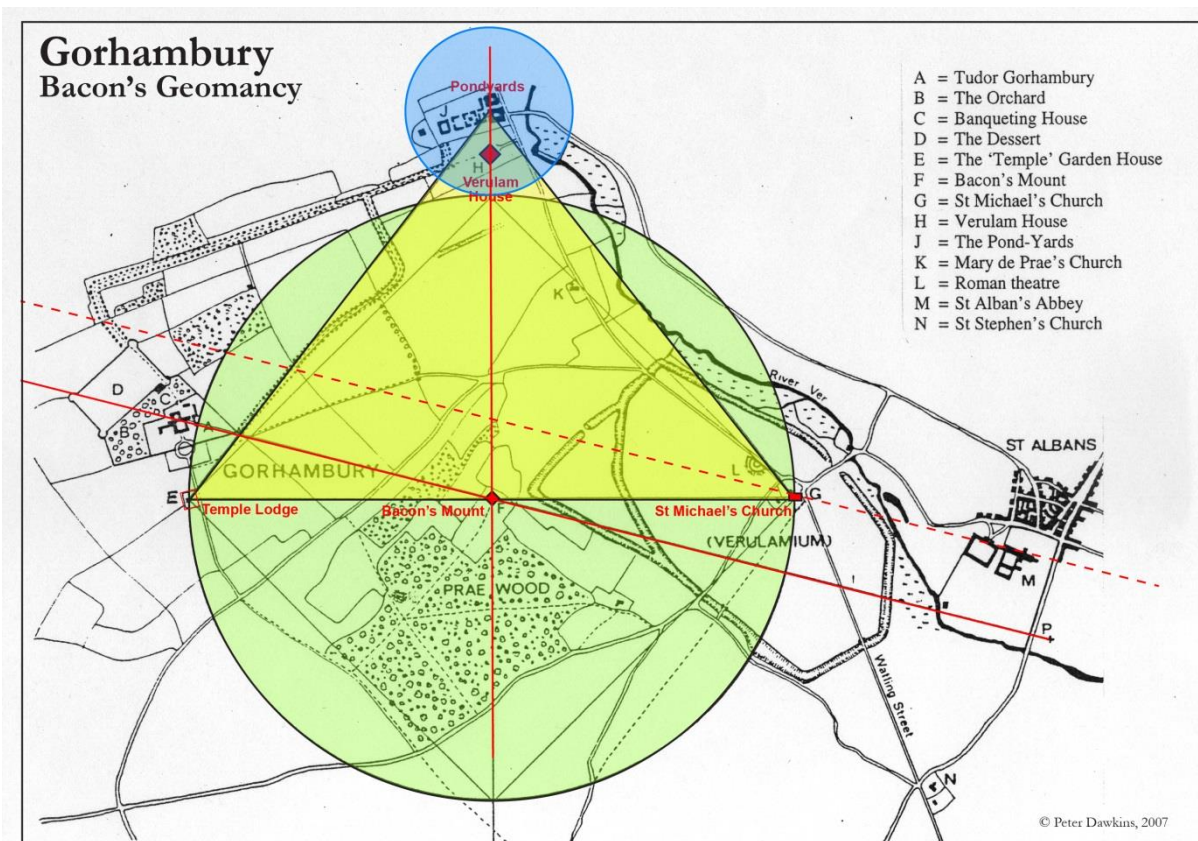 Gorhambury
Bacon's Geomancy
A = Tudor Gorhambury
B = The Orchard
C = Banqueting House
D = The Dessert
E = The 'Temple' Garden House
F = Bacon's Mount
G = St Michael's Church
H = Verulam House
J = The Pond-Yards
K = Mary de Prae's Church
L = Roman theatre
M = St Alban's Abbey
N = St Stephen's Church
Pondyards
J
H
Verulam
House
K
River Ver
D
C
B
A
ST ALBANS
GORHAMBURY
L
E
Temple Lodge
Bacon's Mount
F
St Michael's Church
G
(VERULAMIUM)
M
PRAE WOOD
P
Watling Street
N
© Peter Dawkins, 2007